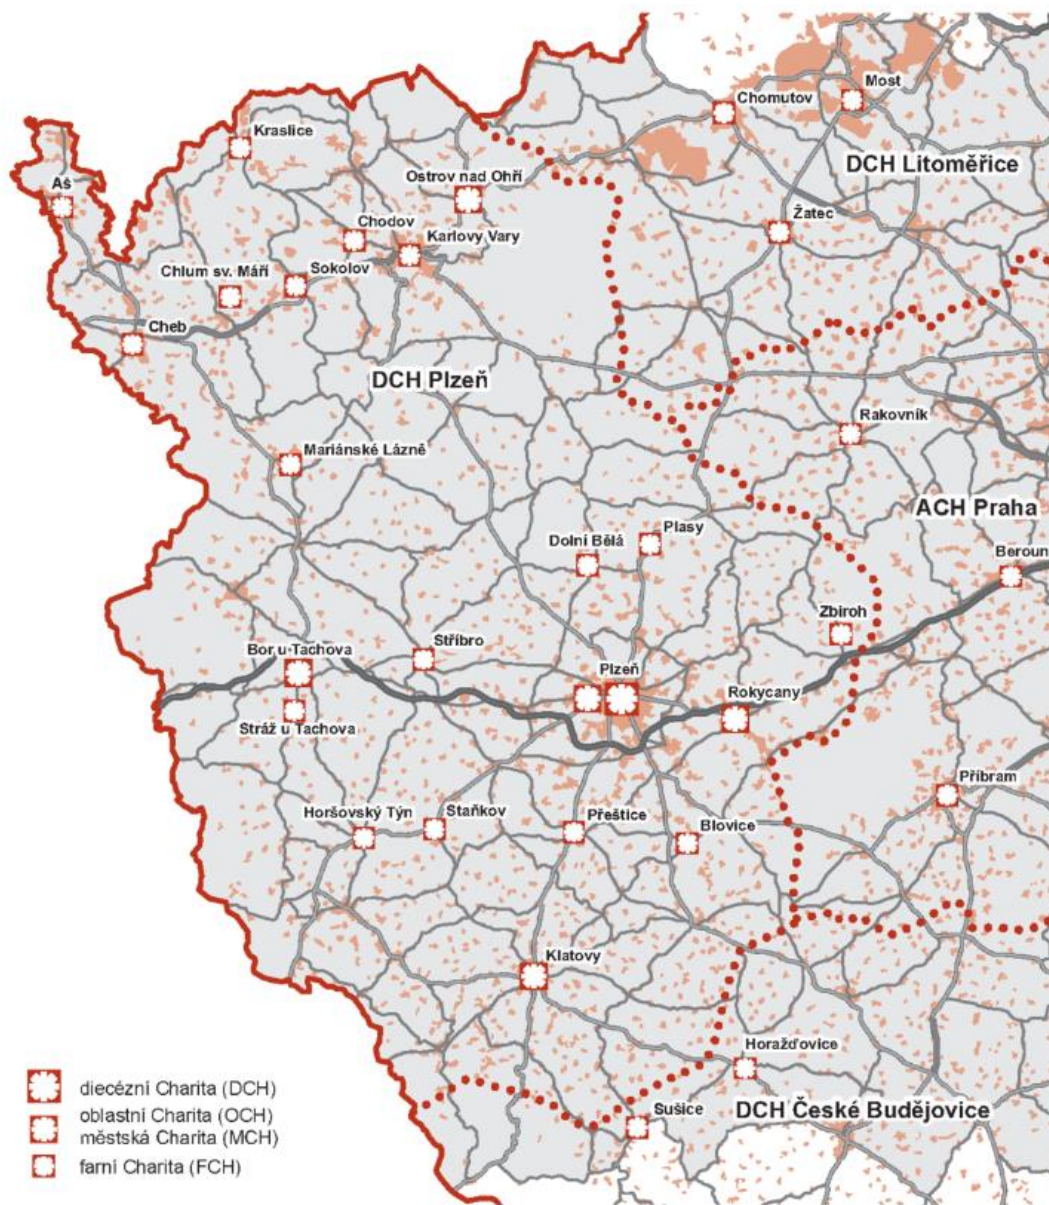 Most
Chomutov
Kraslice
DCH Litoměřice
Ostrov nad Ohří
Aš
Chodov
Žatec
Karlovy Vary
Chlum sv. Máří
Sokolov
Cheb
DCH Plzeň
Rakovník
Mariánské Lázně
ACH Praha
Plasy
Dolní Bělá
Beroun
Zbiroh
Stříbro
Bor u Tachova
Plzeň
Rokycany
Stráž u Tachova
Příbram
Horšovský Týn
Staňkov
Přeštice
Blovice
Klatovy
Horažďovice
diecézní Charita (DCH)
oblastní Charita (OCH)
městská Charita (MCH)
farní Charita (FCH)
Sušice
DCH České Budějovice